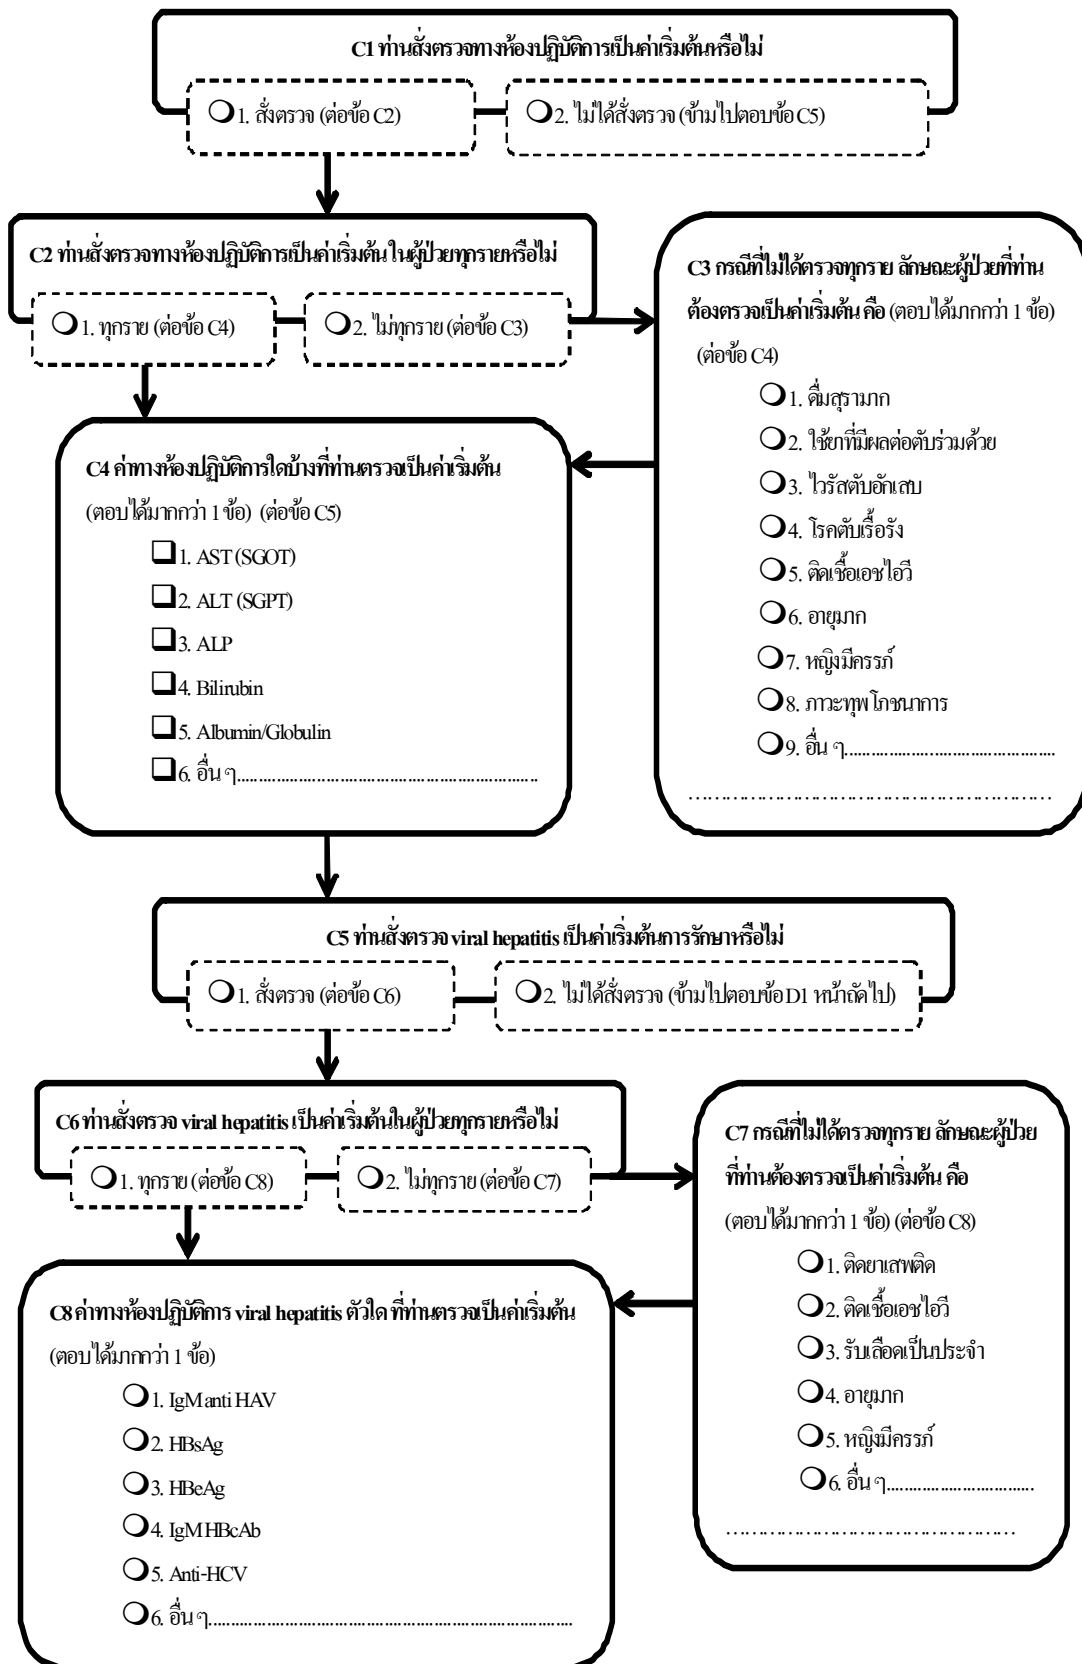 C1 ท่านสั่งตรวจทางห้องปฏิบัติการเป็นค่าเริ่มต้นหรือไม่
1. สั่งตรวจ (ต่อข้อ C2)
2. ไม่ได้สั่งตรวจ (ข้ามไปตอบข้อ C5)
C2 ท่านสั่งตรวจทางห้องปฏิบัติการเป็นค่าเริ่มต้น ในผู้ป่วยทุกรายหรือไม่
1. ทุกราย (ต่อข้อ C4)
2. ไม่ทุกราย (ต่อข้อ C3)
C3 กรณีที่ไม่ได้ตรวจทุกราย ลักษณะผู้ป่วยที่ท่าน
ต้องตรวจเป็นค่าเริ่มต้น คือ (ตอบได้มากกว่า 1 ข้อ)
(ต่อข้อ C4)
1. ดื่มสุรามาก
2. ใช้ยาที่มีผลต่อตับร่วมด้วย
3. ไวรัสตับอักเสบ
4. โรคตับเรื้อรัง
5. ติดเชื้อเอชไอวี
6. อายุมาก
7. หญิงมีครรภ์
8. ภาวะทุพโภชนาการ
9. อื่น ๆ............................................
................................................................
C4 ค่าทางห้องปฏิบัติการใดบ้างที่ท่านตรวจเป็นค่าเริ่มต้น
(ตอบได้มากกว่า 1 ข้อ) (ต่อข้อ C5)
1. AST (SGOT)
2. ALT (SGPT)
3. ALP
4. Bilirubin
5. Albumin/Globulin
6. อื่น ๆ................................................................
C5 ท่านสั่งตรวจ viral hepatitis เป็นค่าเริ่มต้นการรักษาหรือไม่
1. สั่งตรวจ (ต่อข้อ C6)
2. ไม่ได้สั่งตรวจ (ข้ามไปตอบข้อ D1 หน้าถัดไป)
C6 ท่านสั่งตรวจ viral hepatitis เป็นค่าเริ่มต้นในผู้ป่วยทุกรายหรือไม่
1. ทุกราย (ต่อข้อ C8)
2. ไม่ทุกราย (ต่อข้อ C7)
C7 กรณีที่ไม่ได้ตรวจทุกราย ลักษณะผู้ป่วย
ที่ท่านต้องตรวจเป็นค่าเริ่มต้น คือ
(ตอบได้มากกว่า 1 ข้อ) (ต่อข้อ C8)
1. ติดยาเสพติด
2. ติดเชื้อเอชไอวี
3. รับเลือดเป็นประจำ
4. อายุมาก
5. หญิงมีครรภ์
6. อื่น ๆ................................
...................................................
C8 ค่าทางห้องปฏิบัติการ viral hepatitis ตัวใด ที่ท่านตรวจเป็นค่าเริ่มต้น
(ตอบได้มากกว่า 1 ข้อ)
1. IgM anti HAV
2. HBsAg
3. HBeAg
4. IgM HBcAb
5. Anti-HCV
6. อื่น ๆ............................................................................